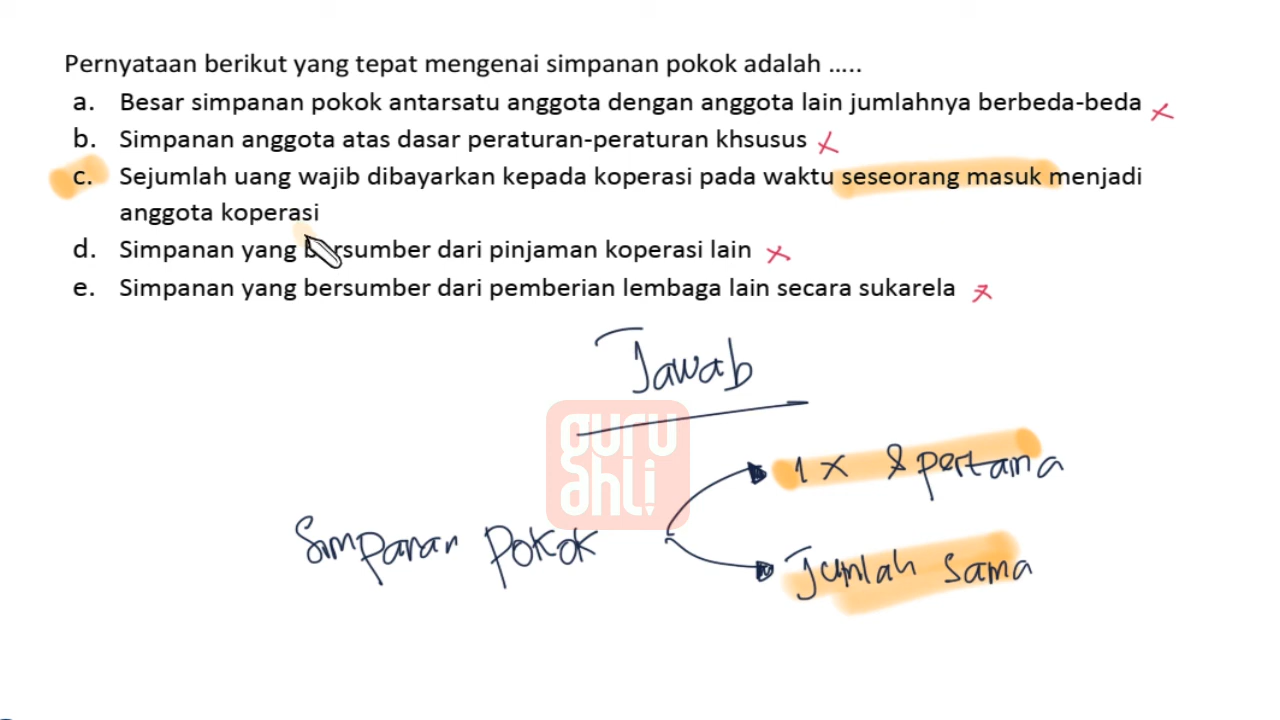 Pernyataan berikut yang tepat mengenai simpanan pokok adalah .....
a. Besar simpanan pokok antarsatu anggota dengan anggota lain jumlahnya berbeda-beda
b. Simpanan anggota atas dasar peraturan-peraturan khsusus
c. Sejumlah uang wajib dibayarkan kepada koperasi pada waktu seseorang masuk menjadi
anggota koperasi
d. Simpanan yang bersumber dari pinjaman koperasi lain
e. Simpanan yang bersumber dari pemberian lembaga lain secara sukarela
Jawab
guru
ahli
1x & pertama
Simpanan Pokok
Jumlah sama